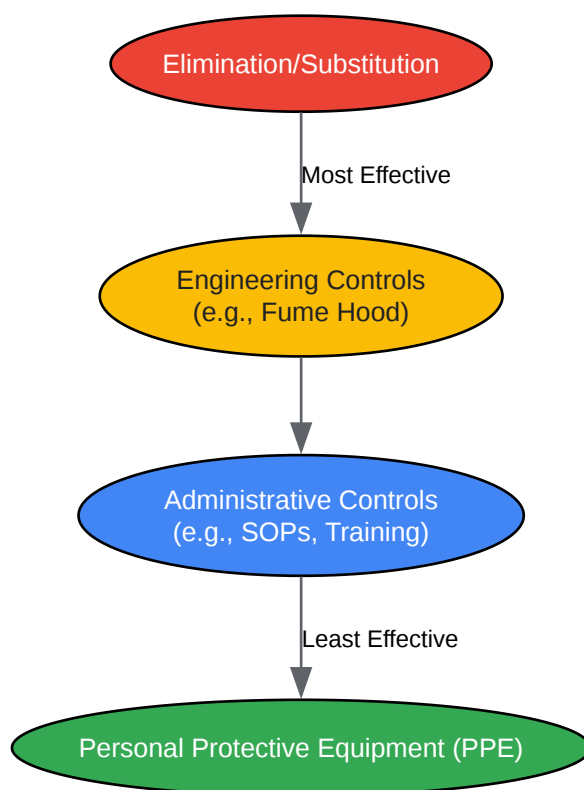 Elimination/Substitution
Most Effective
Engineering Controls
(e.g., Fume Hood)
Administrative Controls
(e.g., SOPs, Training)
Least Effective
Personal Protective Equipment (PPE)